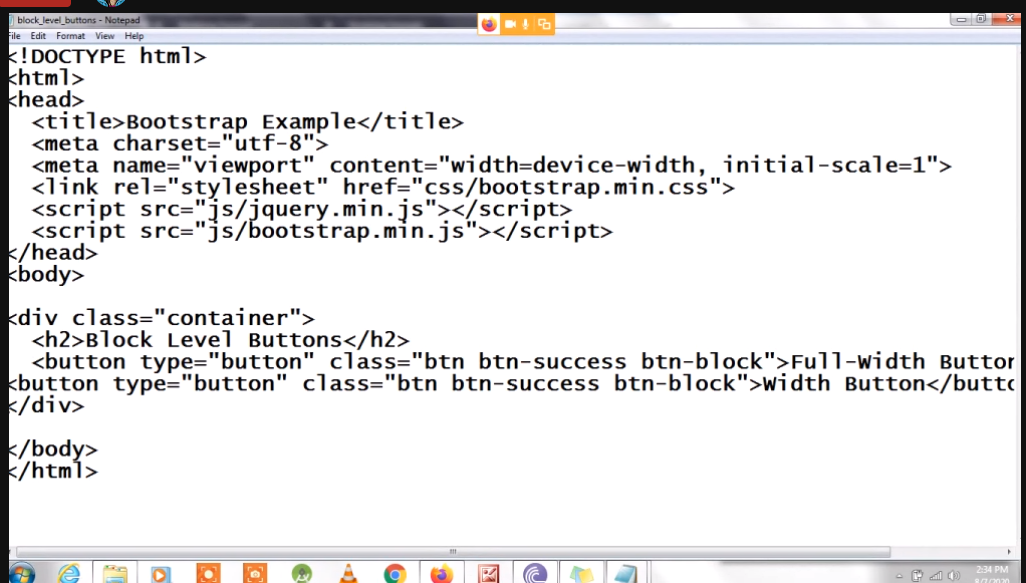 block_level_buttons - Notepad
File Edit Format View Help
<!DOCTYPE html>
<html>
<head>
<title>Bootstrap Example</title>
<meta charset="utf-8">
<meta name="viewport" content="width=device-width, initial-scale=1">
<link rel="stylesheet" href="css/bootstrap.min.css">
<script src="js/jquery.min.js"></script>
<script src="js/bootstrap.min.js"></script>
</head>
<body>
<div class="container">
<h2>Block Level Buttons</h2>
<button type="button" class="btn btn-success btn-block">Full-Width Button
<button type="button" class="btn btn-success btn-block">Width Button</butto
</div>
</body>
</html>
2:34 PM
8/7/2020